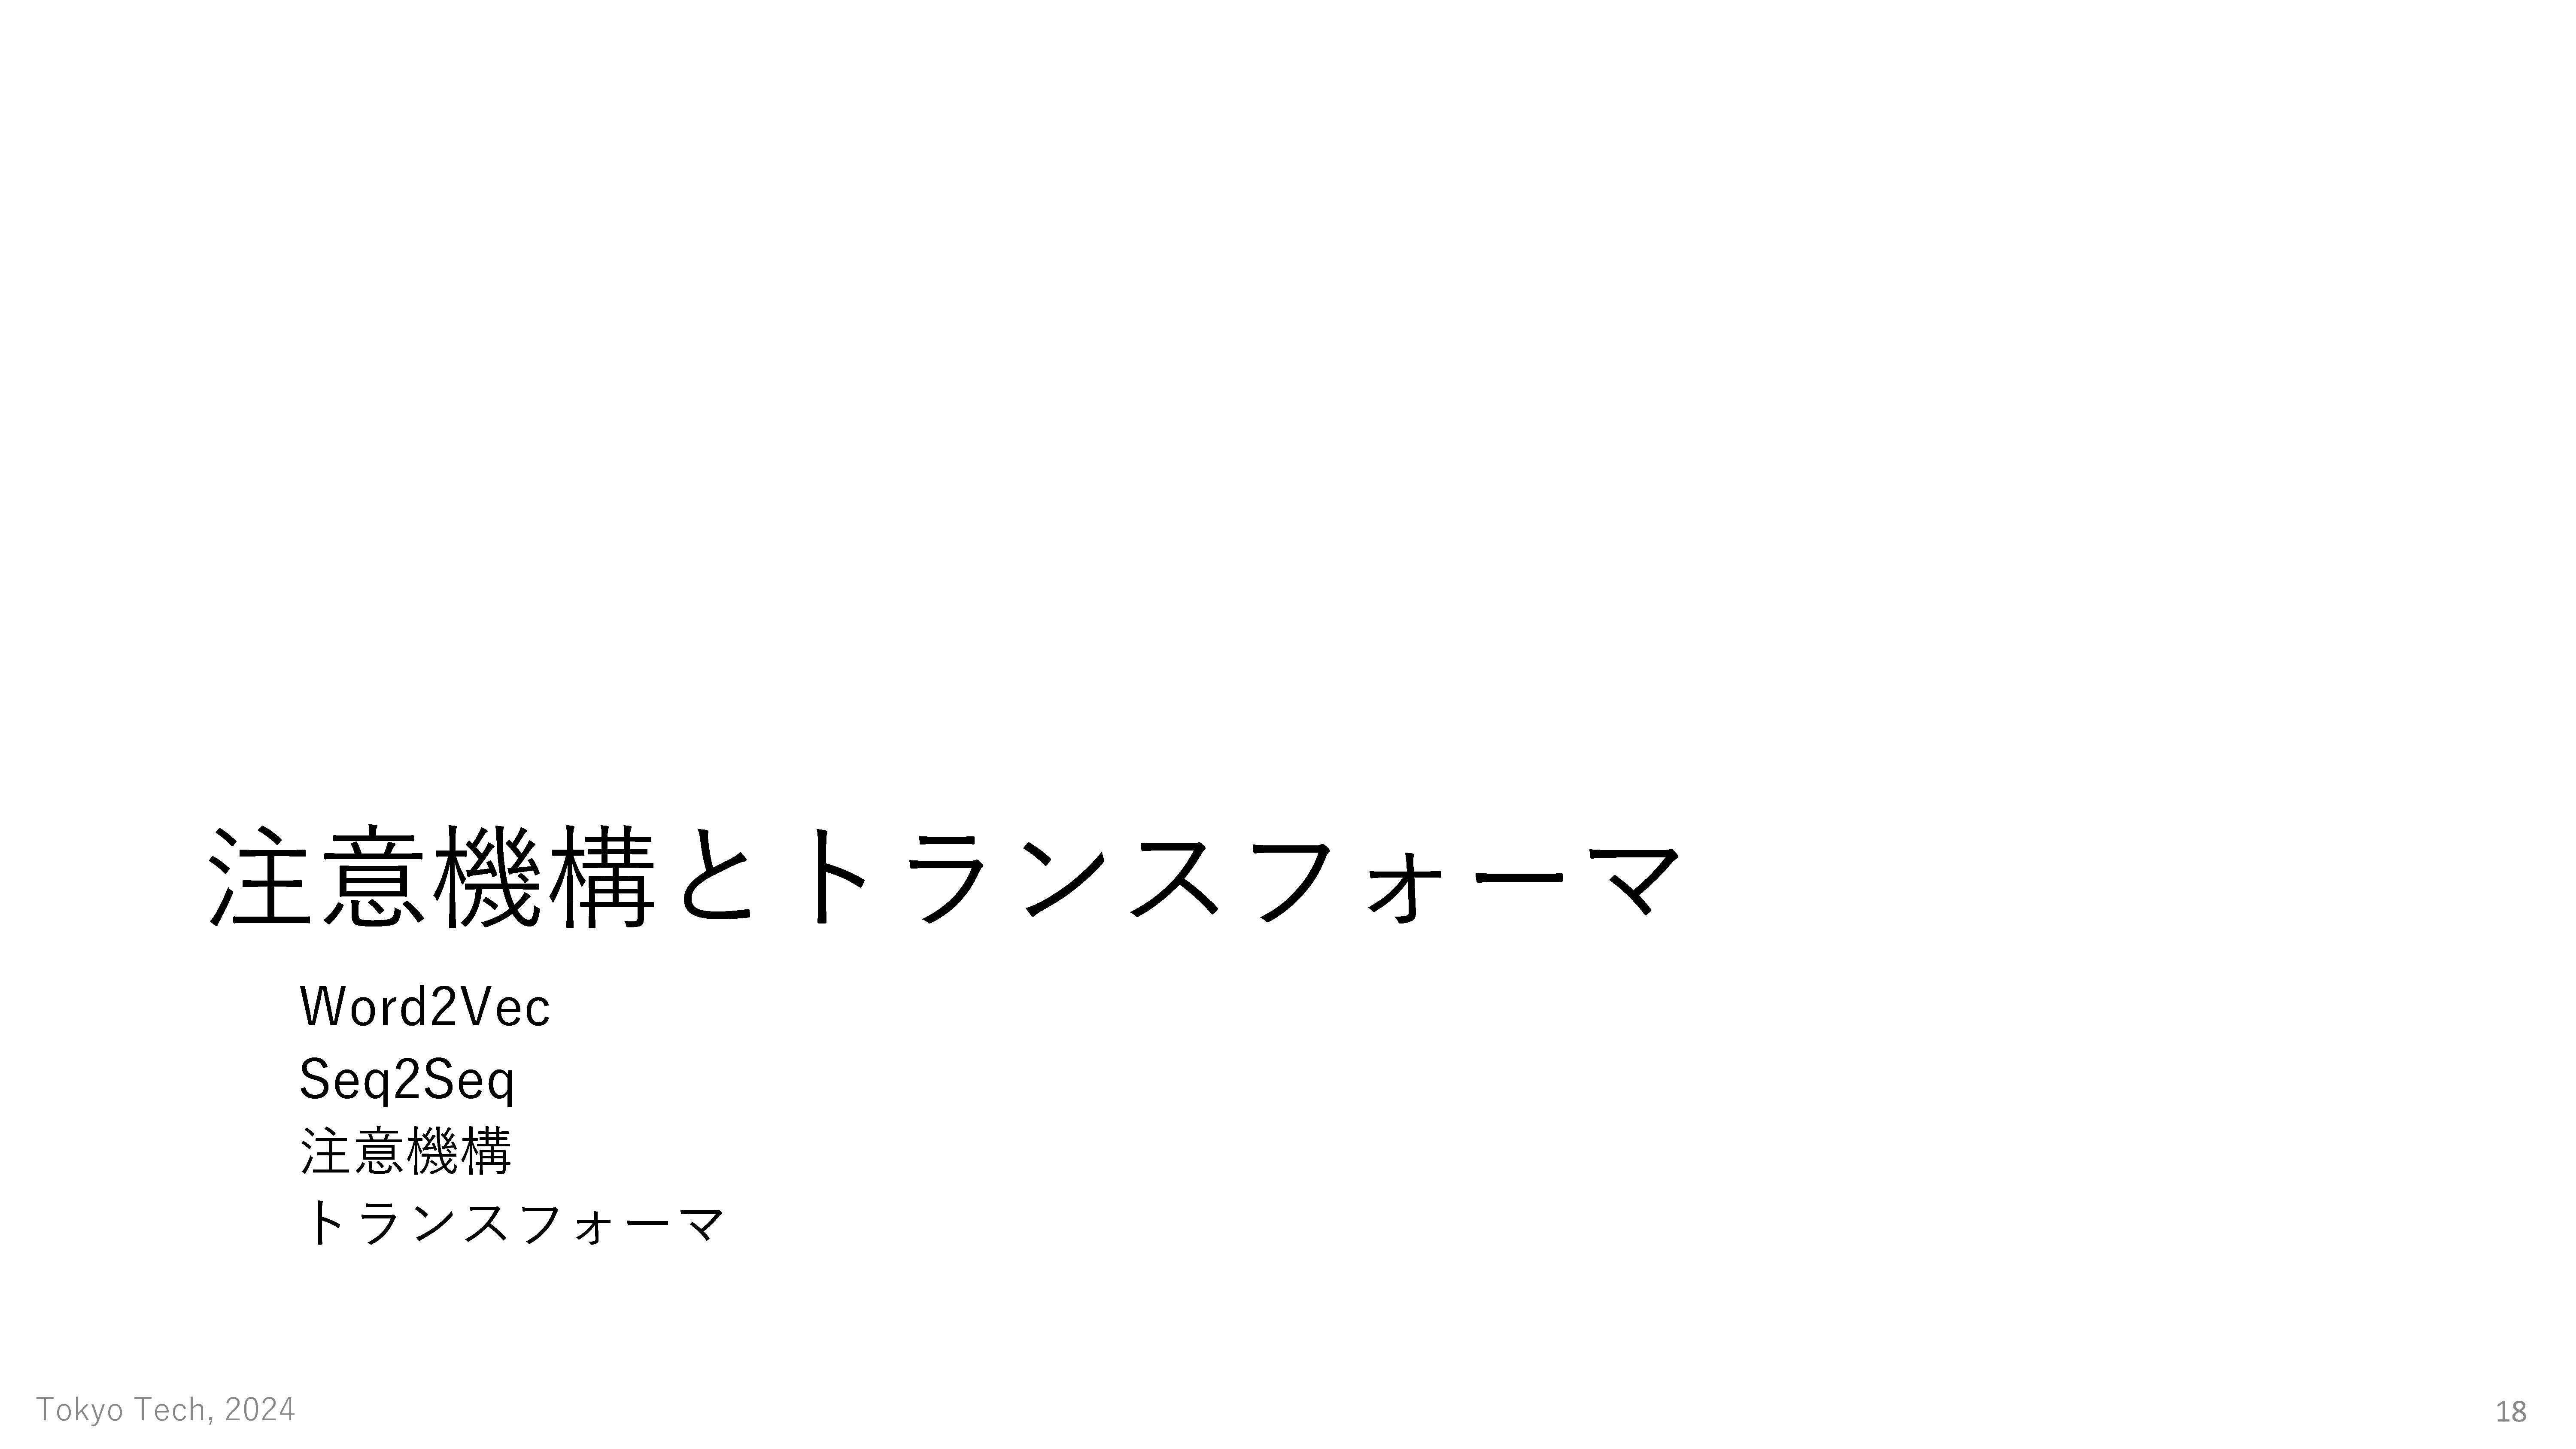 注意機構とトランスフォーマ
Word2Vec
Seq2Seq
注意機構
トランスフォーマ
Tokyo Tech, 2024
18